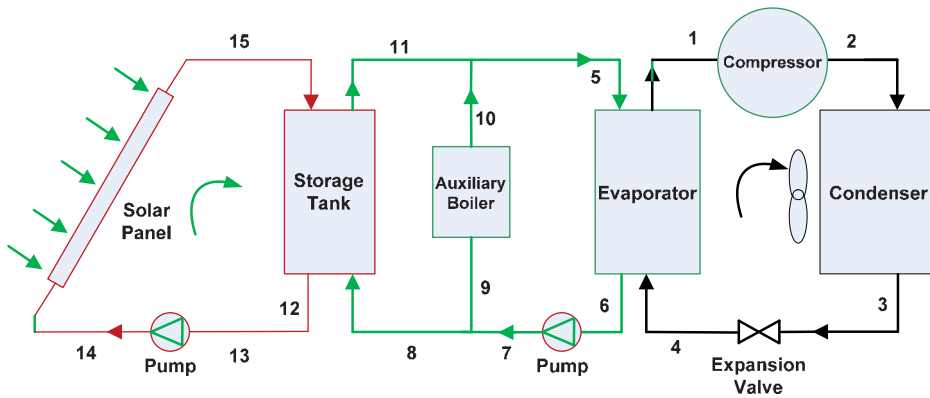 15
11
1
2
5
Compressor
10
Storage
Tank
Auxiliary
Boiler
Evaporator
Condenser
Solar
Panel
12
9
6
3
14
13
8
7
4
Pump
Pump
Expansion
Valve